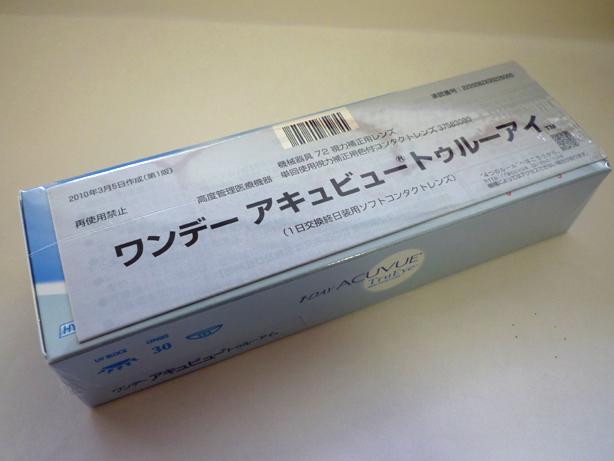 2010年3月5日作成(第1版)
再使用禁止
機械器具 72 視力補正用レンズ
高度管理医療機器 単回使用視力補正用色付コンタクトレンズ 37583080
ワンデー アキュビュー® トゥルーアイ™
(1日交換終日装用ソフトコンタクトレンズ)
承認番号:
1·DAY ACUVUE®
TruEye
HY
UV BLOCK
30
ワンデー アキュビュー トゥルーアイ